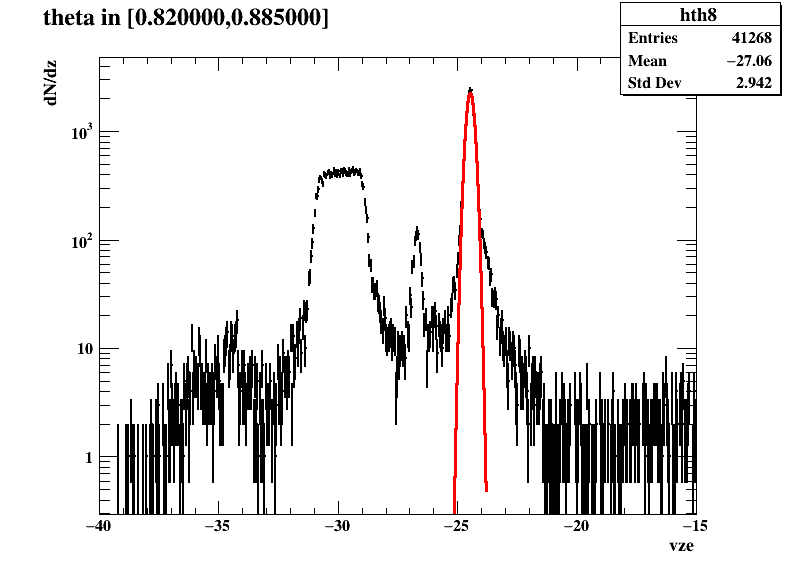 theta in [0.820000,0.885000]
hth8
Entries 41268
Mean −27.06
Std Dev 2.942
dN/dz
10³
10²
10
1
−40 −35 −30 −25 −20 −15
vze